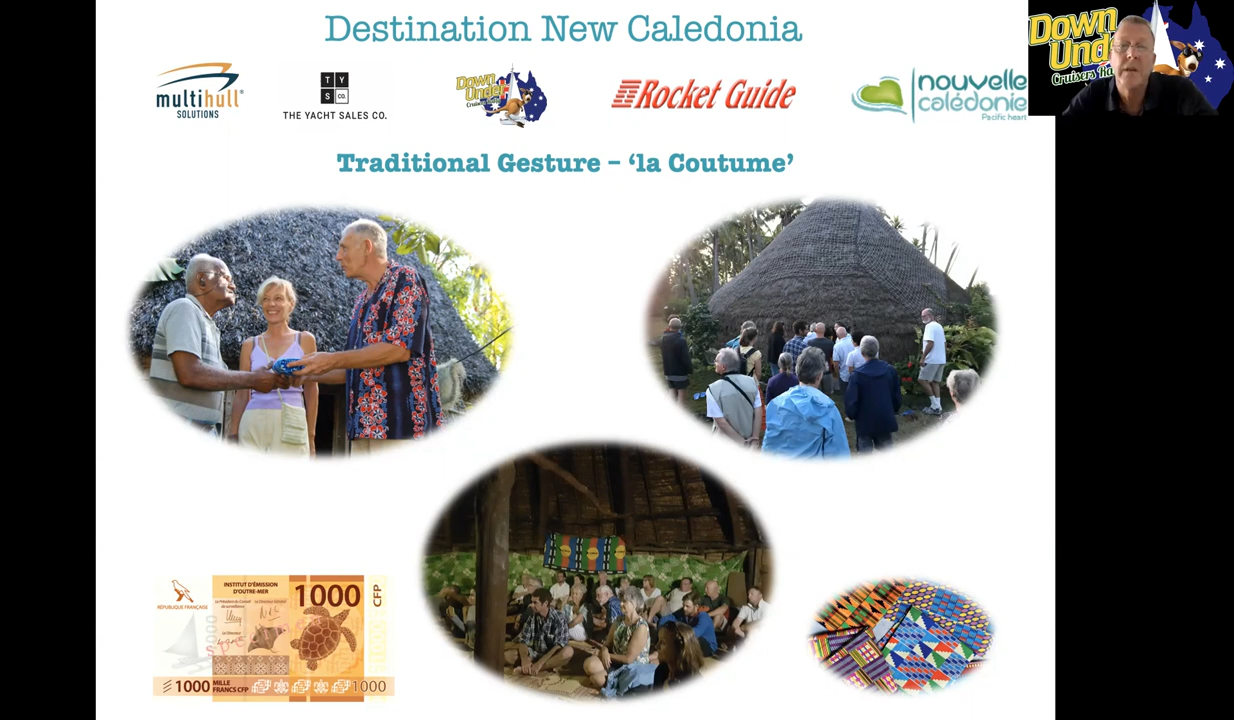 Destination New Caledonia
multihull®
SOLUTIONS
T Y
S CO.
THE YACHT SALES CO.
Down
Under
Cruisers
Rocket Guide
nouvelle
calédonie
Pacific heart
Down
Under
Cruisers Ra
Traditional Gesture – ‘la Coutume’
RÉPUBLIQUE FRANÇAISE
INSTITUT D'ÉMISSION
D'OUTRE-MER
1000
CFP
1000 MILLE
FRANCS CFP
1000